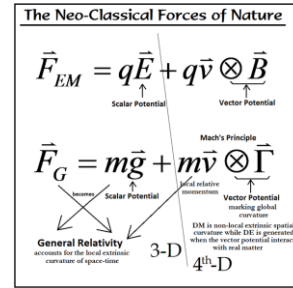 The Neo-Classical Forces of Nature
F⃗_EM = qE⃗ + qv⃗ ⊗ B⃗
Scalar Potential
Vector Potential
Mach's Principle
F⃗_G = mg⃗ + mv⃗ ⊗ Γ⃗
becomes
Scalar Potential
local relative
momentum
Vector Potential
marking global
curvature
General Relativity
accounts for the local extrinsic
curvature of space-time
3-D
4th-D
DM is non-local extrinsic spatial
curvature while DE is generated
when the vector potential interacts
with real matter